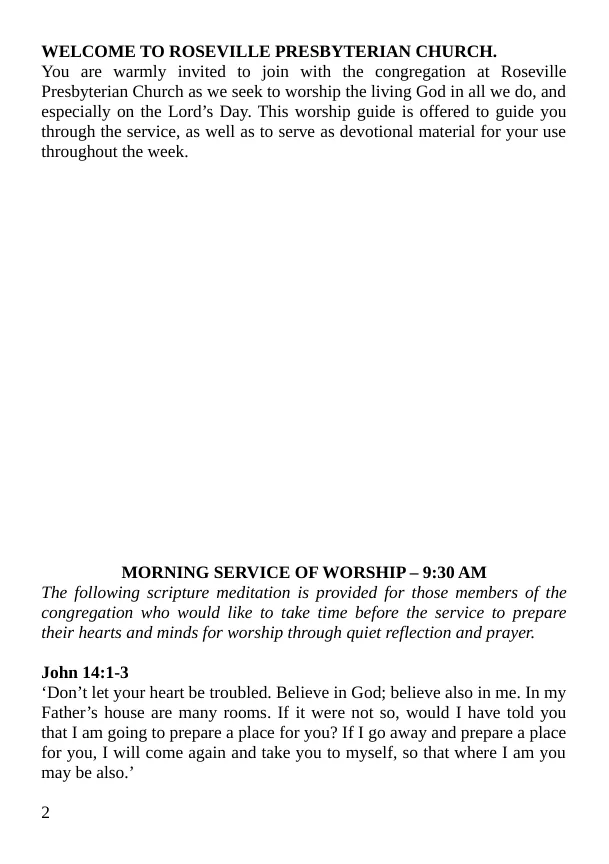 WELCOME TO ROSEVILLE PRESBYTERIAN CHURCH.
You are warmly invited to join with the congregation at Roseville
Presbyterian Church as we seek to worship the living God in all we do, and
especially on the Lord’s Day. This worship guide is offered to guide you
through the service, as well as to serve as devotional material for your use
throughout the week.
MORNING SERVICE OF WORSHIP – 9:30 AM
The following scripture meditation is provided for those members of the
congregation who would like to take time before the service to prepare
their hearts and minds for worship through quiet reflection and prayer.
John 14:1-3
‘Don’t let your heart be troubled. Believe in God; believe also in me. In my
Father’s house are many rooms. If it were not so, would I have told you
that I am going to prepare a place for you? If I go away and prepare a place
for you, I will come again and take you to myself, so that where I am you
may be also.’
2